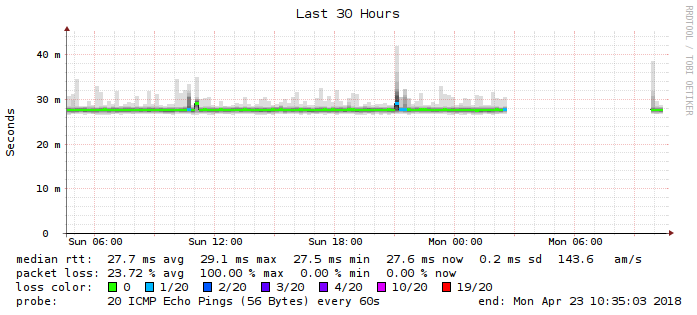 Last 30 Hours
RRDTOOL / TOBI OETIKER
Seconds
40 m
30 m
20 m
10 m
0
Sun 06:00 Sun 12:00 Sun 18:00 Mon 00:00 Mon 06:00
median rtt: 27.7 ms avg 29.1 ms max 27.5 ms min 27.6 ms now 0.2 ms sd 143.6 am/s
packet loss: 23.72 % avg 100.00 % max 0.00 % min 0.00 % now
loss color: 0 1/20 2/20 3/20 4/20 10/20 19/20
probe: 20 ICMP Echo Pings (56 Bytes) every 60s end: Mon Apr 23 10:35:03 2018